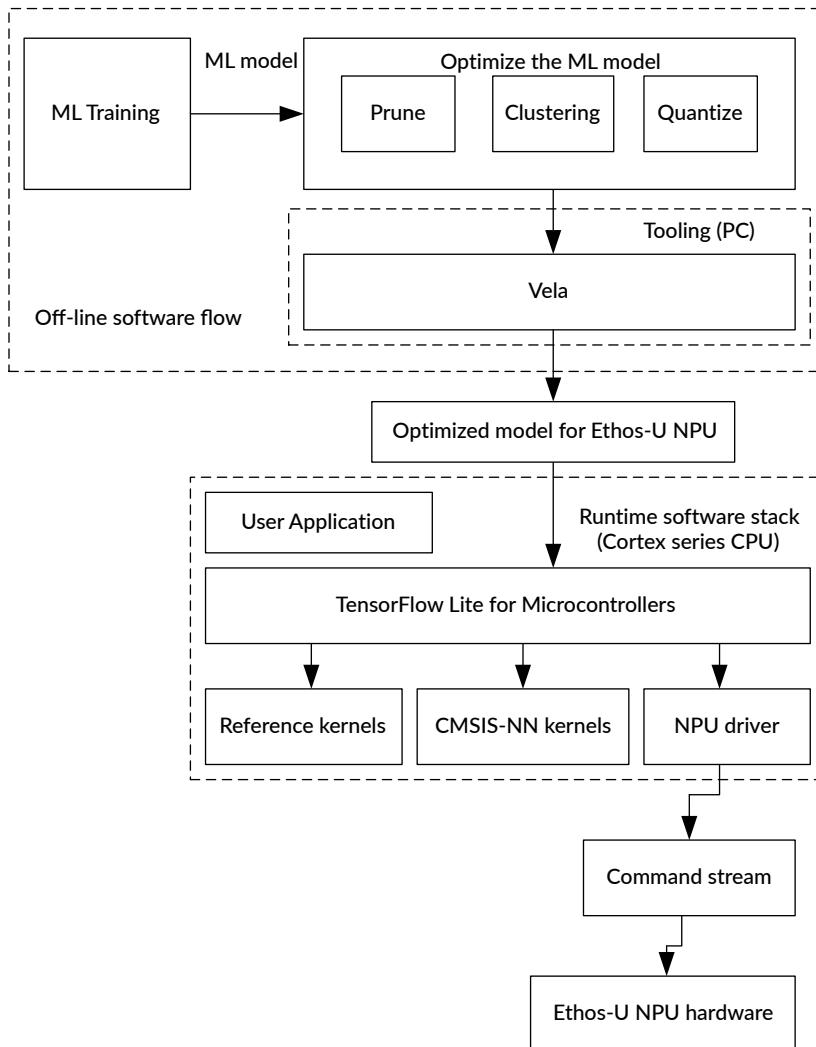 ML Training
ML model
Optimize the ML model
Prune
Clustering
Quantize
Tooling (PC)
Vela
Off-line software flow
Optimized model for Ethos-U NPU
User Application
Runtime software stack
(Cortex series CPU)
TensorFlow Lite for Microcontrollers
Reference kernels
CMSIS-NN kernels
NPU driver
Command stream
Ethos-U NPU hardware